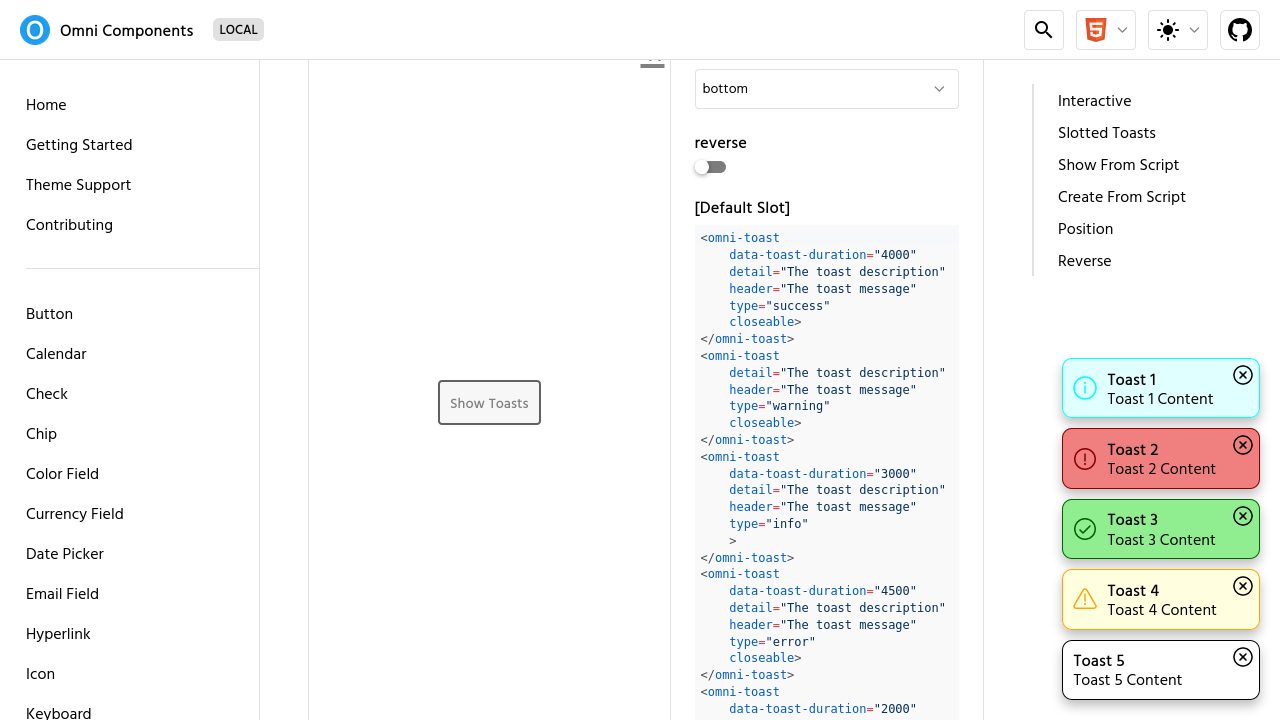 Omni Components
LOCAL
Home
Getting Started
Theme Support
Contributing
Button
Calendar
Check
Chip
Color Field
Currency Field
Date Picker
Email Field
Hyperlink
Icon
Keyboard
Show Toasts
bottom
reverse
[Default Slot]
<omni-toast
    data-toast-duration="4000"
    detail="The toast description"
    header="The toast message"
    type="success"
    closeable>
</omni-toast>
<omni-toast
    detail="The toast description"
    header="The toast message"
    type="warning"
    closeable>
</omni-toast>
<omni-toast
    data-toast-duration="3000"
    detail="The toast description"
    header="The toast message"
    type="info"
    >
</omni-toast>
<omni-toast
    data-toast-duration="4500"
    detail="The toast description"
    header="The toast message"
    type="error"
    closeable>
</omni-toast>
<omni-toast
    data-toast-duration="2000"
Interactive
Slotted Toasts
Show From Script
Create From Script
Position
Reverse
Toast 1
Toast 1 Content
Toast 2
Toast 2 Content
Toast 3
Toast 3 Content
Toast 4
Toast 4 Content
Toast 5
Toast 5 Content